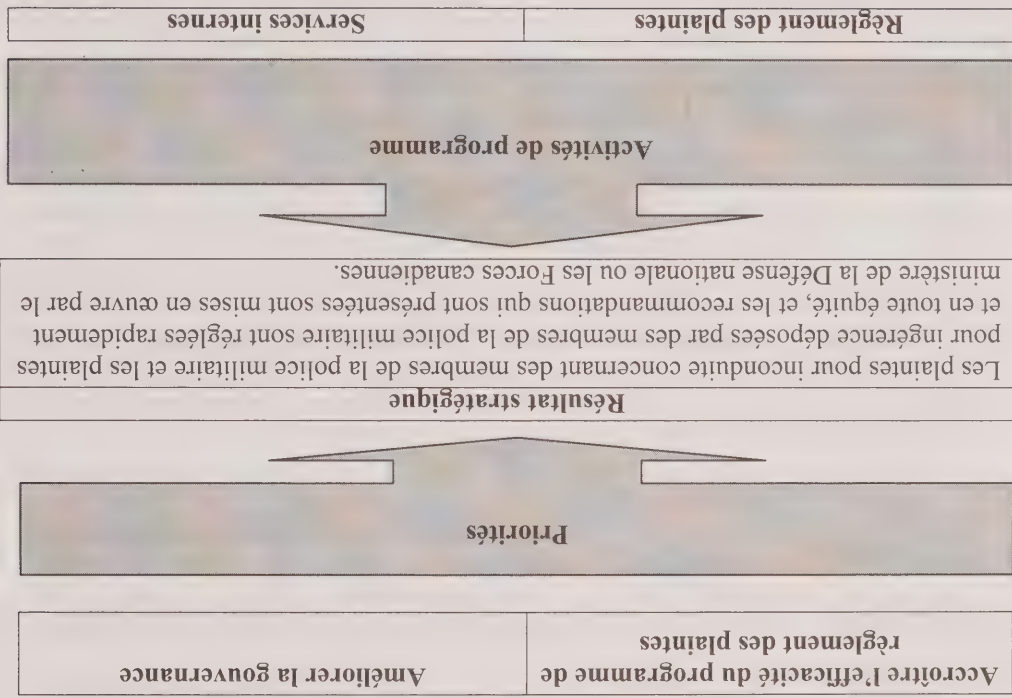 Accroître l'efficacité du programme de
règlement des plaintes
Améliorer la gouvernance
Priorités
Résultat stratégique
Les plaintes pour inconduite concernant des membres de la police militaire et les plaintes
pour ingérence déposées par des membres de la police militaire sont réglées rapidement
et en toute équité, et les recommandations qui sont présentées sont mises en œuvre par le
ministère de la Défense nationale ou les Forces canadiennes.
Activités de programme
Règlement des plaintes
Services internes